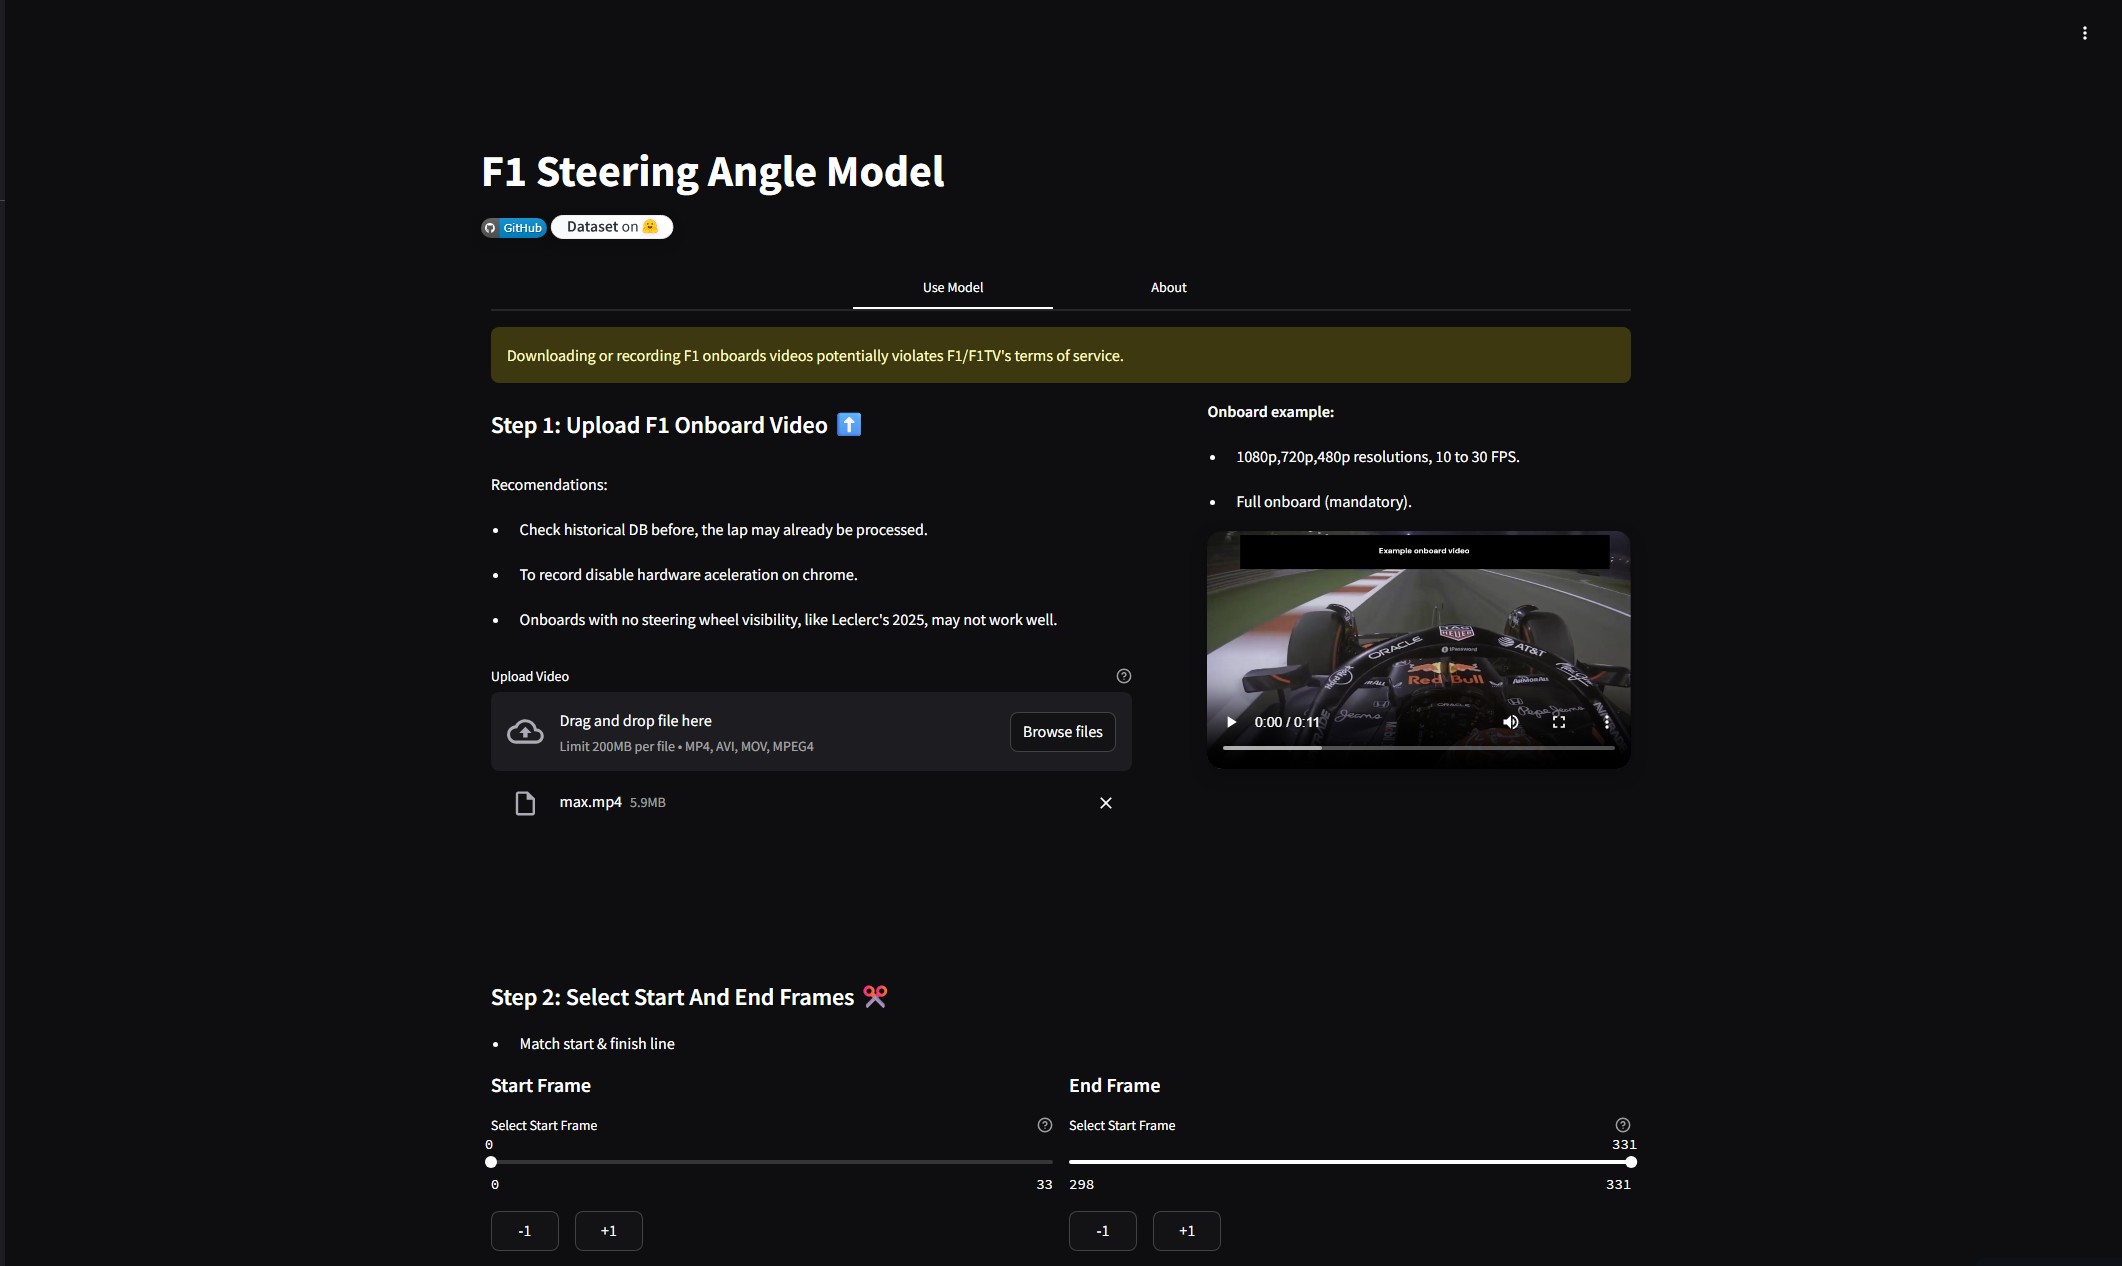 F1 Steering Angle Model
GitHub
Dataset on 🤗
Use Model
About
Downloading or recording F1 onboards videos potentially violates F1/F1TV's terms of service.
Step 1: Upload F1 Onboard Video ⬆️
Recomendations:
• Check historical DB before, the lap may already be processed.
• To record disable hardware aceleration on chrome.
• Onboards with no steering wheel visibility, like Leclerc's 2025, may not work well.
Upload Video
Drag and drop file here
Limit 200MB per file • MP4, AVI, MOV, MPEG4
Browse files
max.mp4 5.9MB
Onboard example:
• 1080p,720p,480p resolutions, 10 to 30 FPS.
• Full onboard (mandatory).
Example onboard video
TAG HEUER
ORACLE
1Password
AT&T
Hard Rock
Red Bull
ORACLE
Pepe Jeans
0:00 / 0:11
Step 2: Select Start And End Frames ✂️
• Match start & finish line
Start Frame
Select Start Frame
0
0 33
-1 +1
End Frame
Select Start Frame
331
298 331
-1 +1